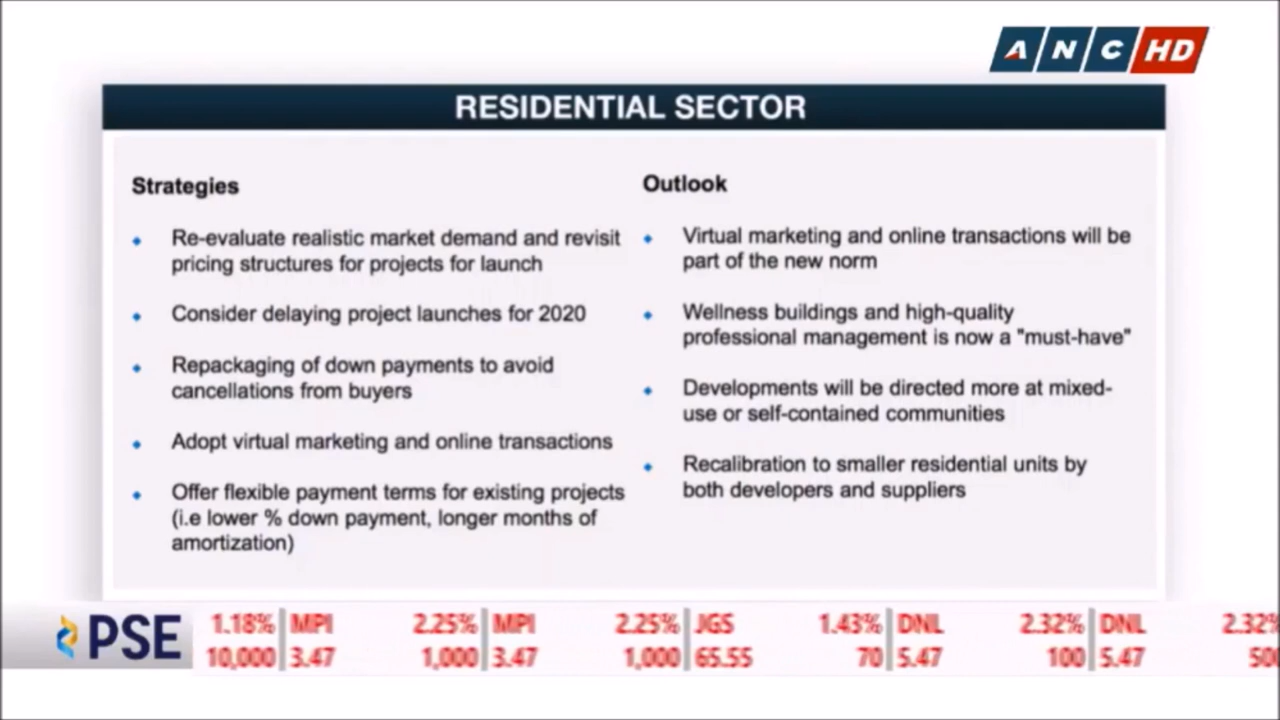 ANC HD
RESIDENTIAL SECTOR
Strategies
Re-evaluate realistic market demand and revisit
pricing structures for projects for launch
Consider delaying project launches for 2020
Repackaging of down payments to avoid
cancellations from buyers
Adopt virtual marketing and online transactions
Offer flexible payment terms for existing projects
(i.e lower % down payment, longer months of
amortization)
Outlook
Virtual marketing and online transactions will be
part of the new norm
Wellness buildings and high-quality
professional management is now a "must-have"
Developments will be directed more at mixed-
use or self-contained communities
Recalibration to smaller residential units by
both developers and suppliers
PSE
1.18% MPI 2.25% MPI 2.25% JGS 1.43% DNL 2.32% DNL 2.32%
10,000 3.47 1,000 3.47 1,000 65.55 70 5.47 100 5.47